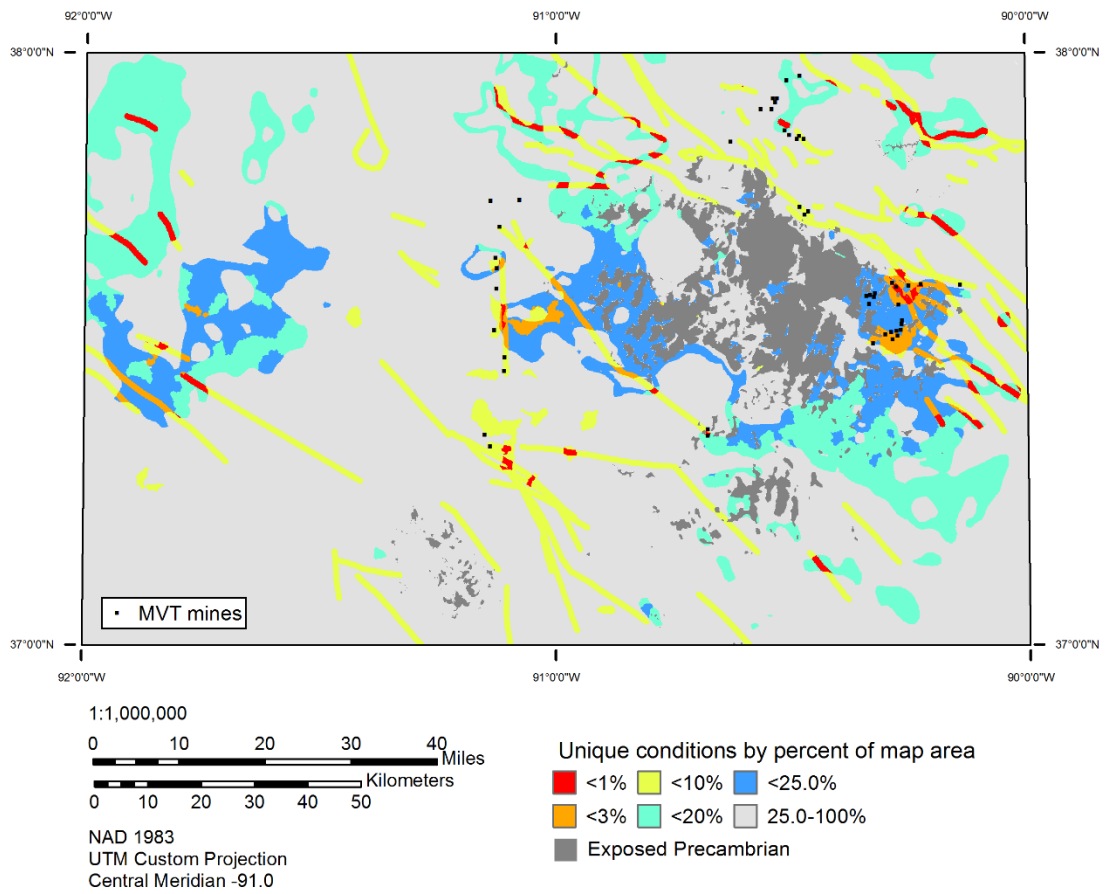 92°0'0"W 91°0'0"W 90°0'0"W
38°0'0"N 38°0'0"N
MVT mines
37°0'0"N 37°0'0"N
92°0'0"W 91°0'0"W 90°0'0"W
1:1,000,000
0 10 20 30 40 Miles
Kilometers
0 10 20 30 40 50
NAD 1983
UTM Custom Projection
Central Meridian -91.0
Unique conditions by percent of map area
<1% <10% <25.0%
<3% <20% 25.0-100%
Exposed Precambrian